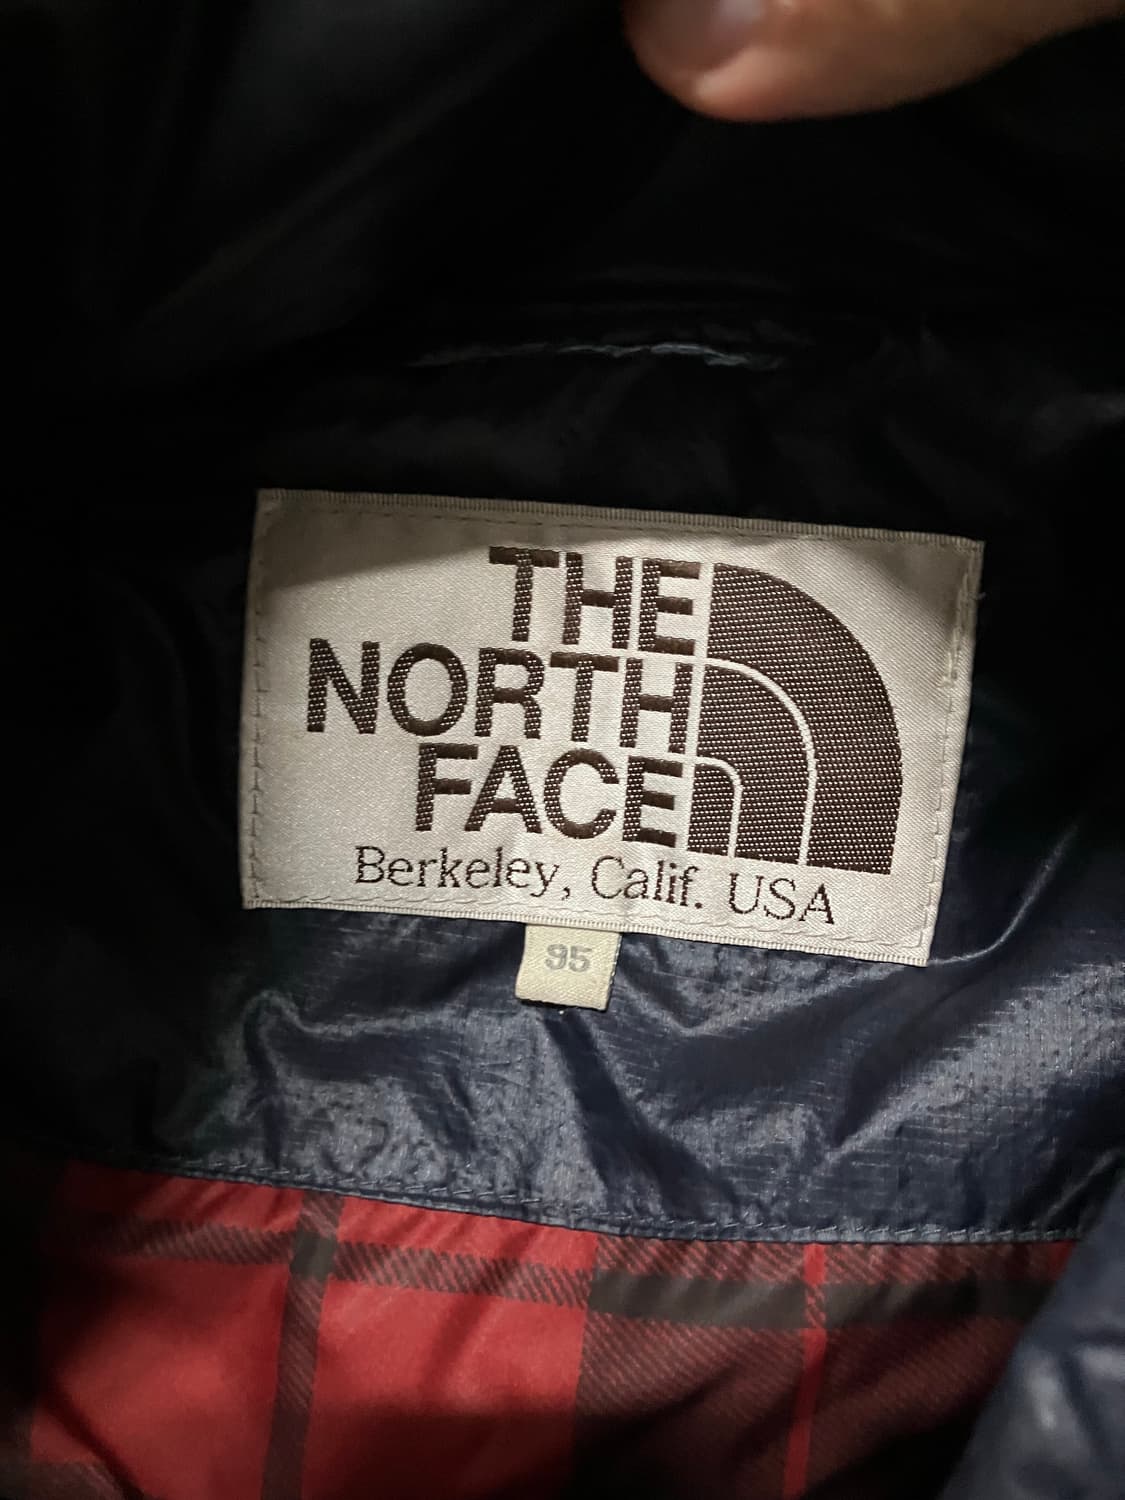 THE
NORTH
FACE
Berkeley, Calif. USA
95